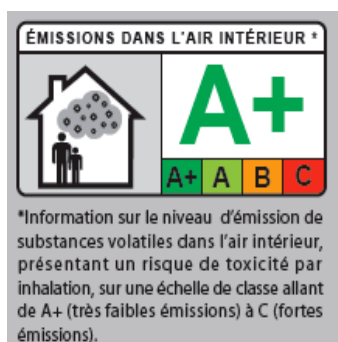 ÉMISSIONS DANS L'AIR INTÉRIEUR *
A+
A+ A B C
*Information sur le niveau d'émission de
substances volatiles dans l'air intérieur,
présentant un risque de toxicité par
inhalation, sur une échelle de classe allant
de A+ (très faibles émissions) à C (fortes
émissions).